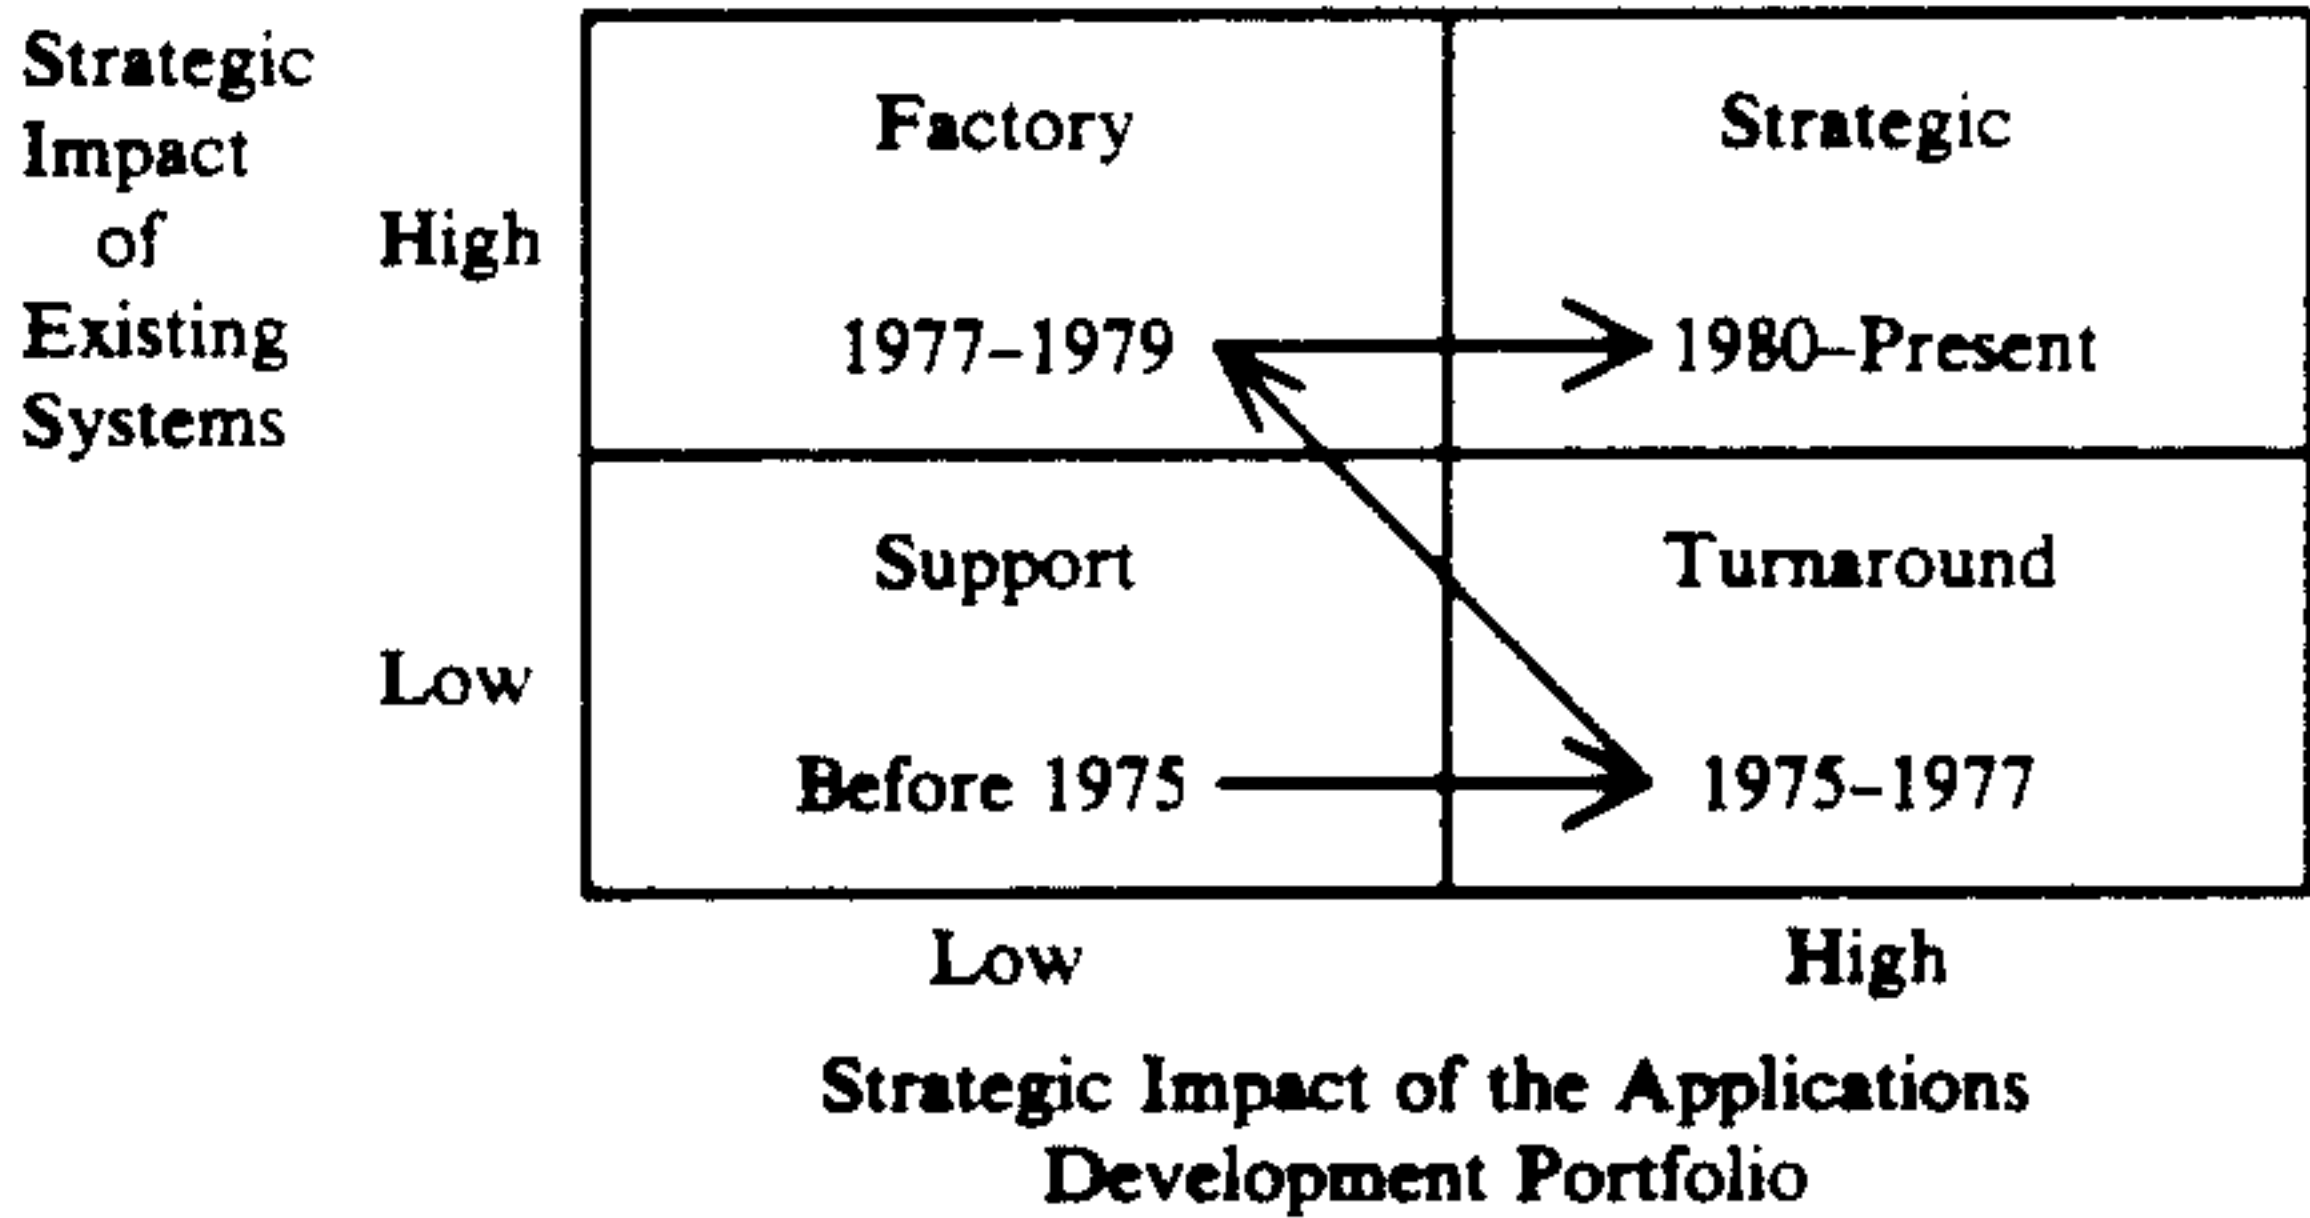 Strategic
Impact
of
Existing
Systems
High
Low
Factory
Strategic
1977–1979
1980–Present
Support
Turnaround
Before 1975
1975–1977
Low
High
Strategic Impact of the Applications
Development Portfolio